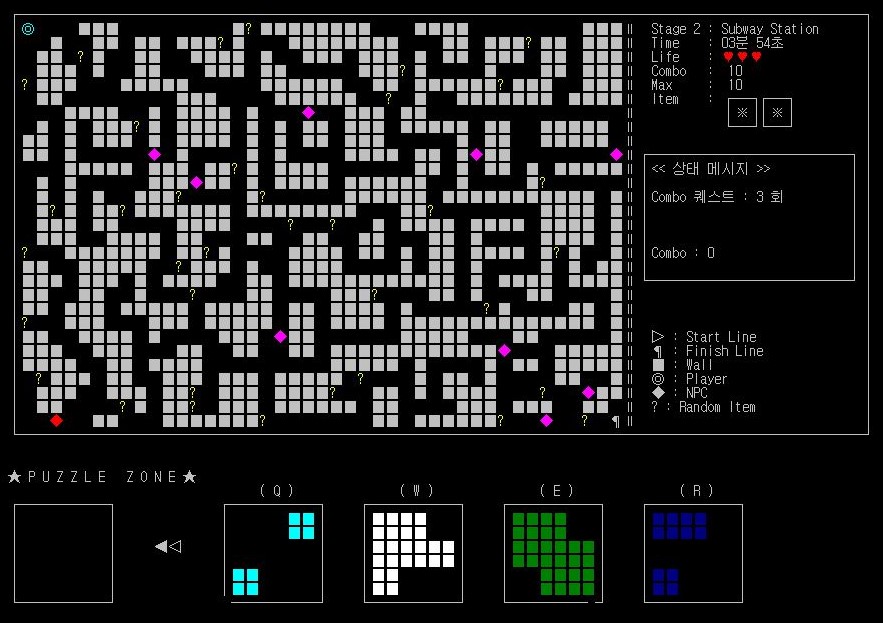 Stage 2 : Subway Station
Time : 03분 54초
Life : ♥♥♥
Combo : 10
Max : 10
Item :
※ ※
<< 상태 메시지 >>
Combo 퀘스트 : 3 회
Combo : 0
▷ : Start Line
¶ : Finish Line
■ : Wall
◎ : Player
◆ : NPC
? : Random Item
★PUZZLE ZONE★
(Q) (W) (E) (R)
◀◁